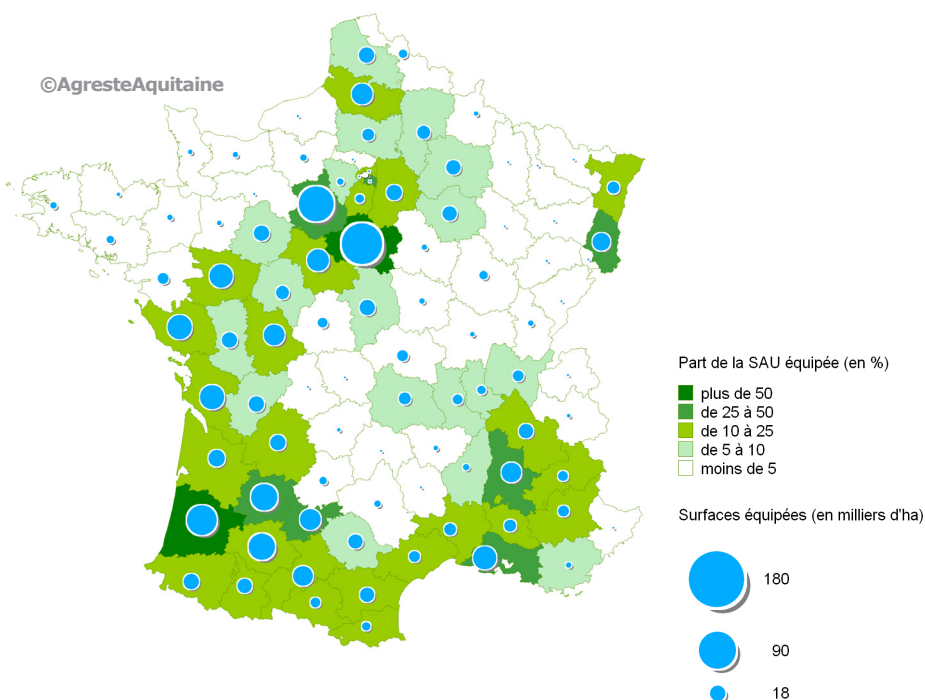 ©AgresteAquitaine
Part de la SAU équipée (en %)
plus de 50
de 25 à 50
de 10 à 25
de 5 à 10
moins de 5
Surfaces équipées (en milliers d'ha)
180
90
18